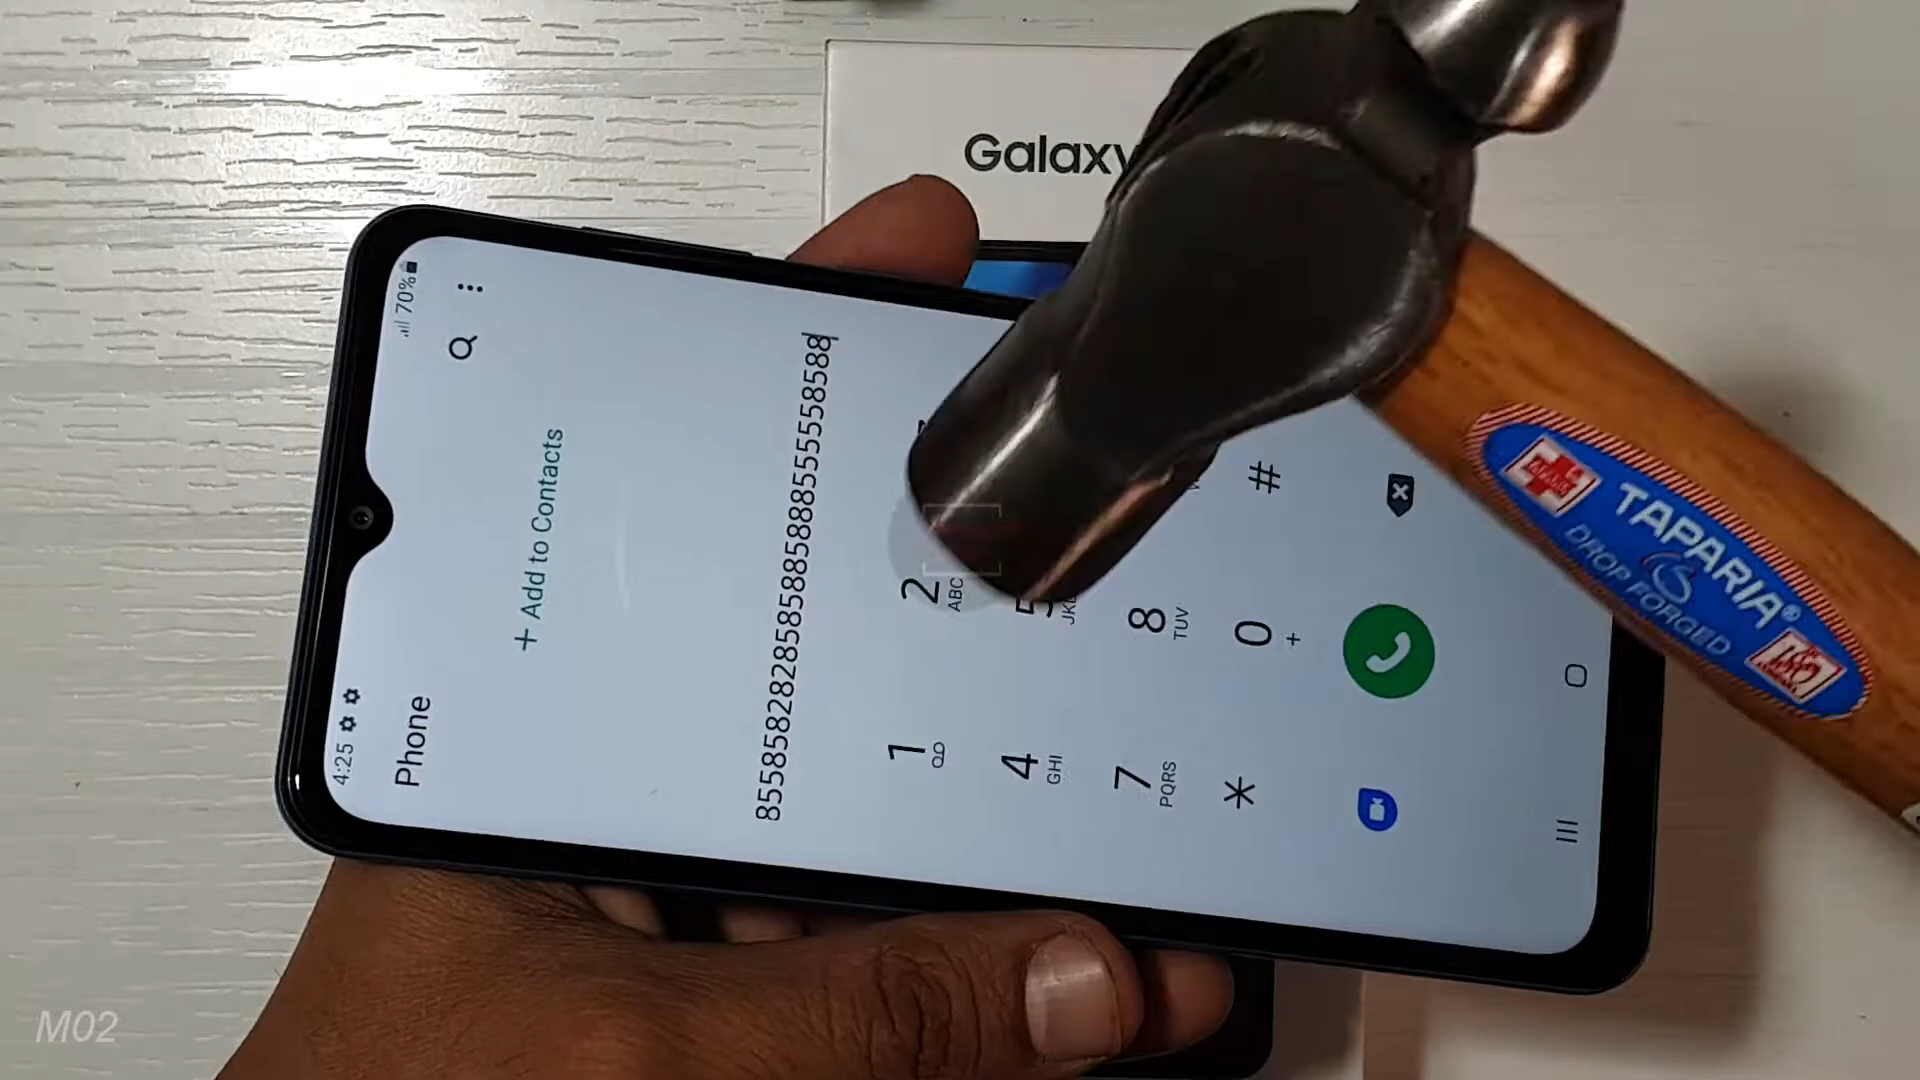 Galaxy
4:25
70%
Phone
+ Add to Contacts
1
2 ABC
4 GHI
7 PQRS
8 TUV
*
0 +
#
TAPARIA®
DROP FORGED
M02